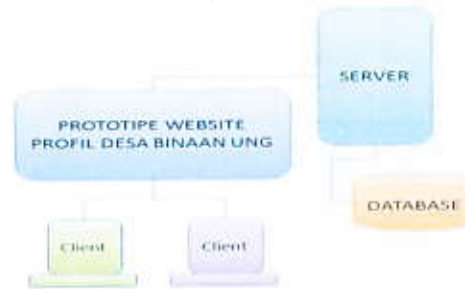 SERVER
PROTOTIPE WEBSITE
PROFIL DESA BINAAN UNG
DATABASE
Client
Client